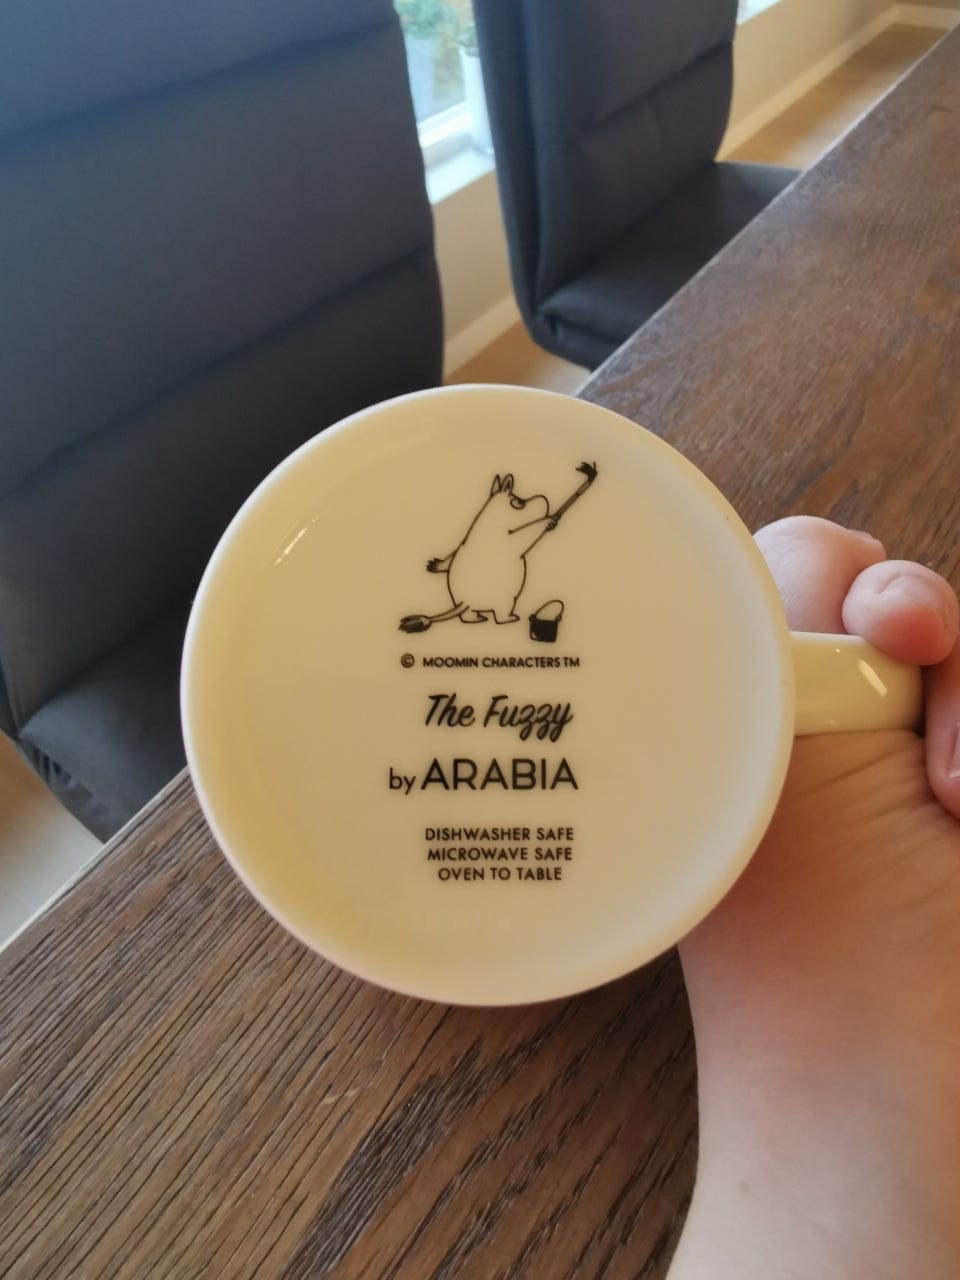 © MOOMIN CHARACTERS TM
The Fuzzy
by ARABIA
DISHWASHER SAFE
MICROWAVE SAFE
OVEN TO TABLE